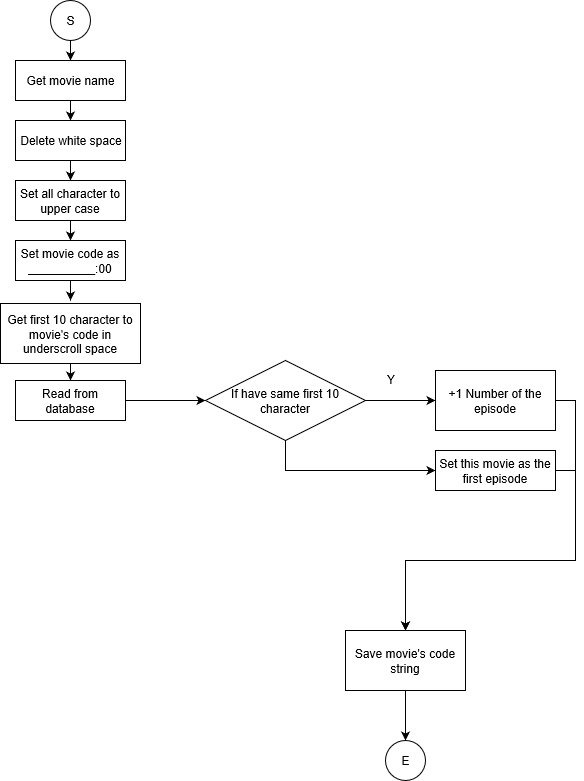 S
Get movie name
Delete white space
Set all character to
upper case
Set movie code as
__________:00
Get first 10 character to
movie's code in
underscroll space
Read from
database
If have same first 10
character
Y
+1 Number of the
episode
Set this movie as the
first episode
Save movie's code
string
E